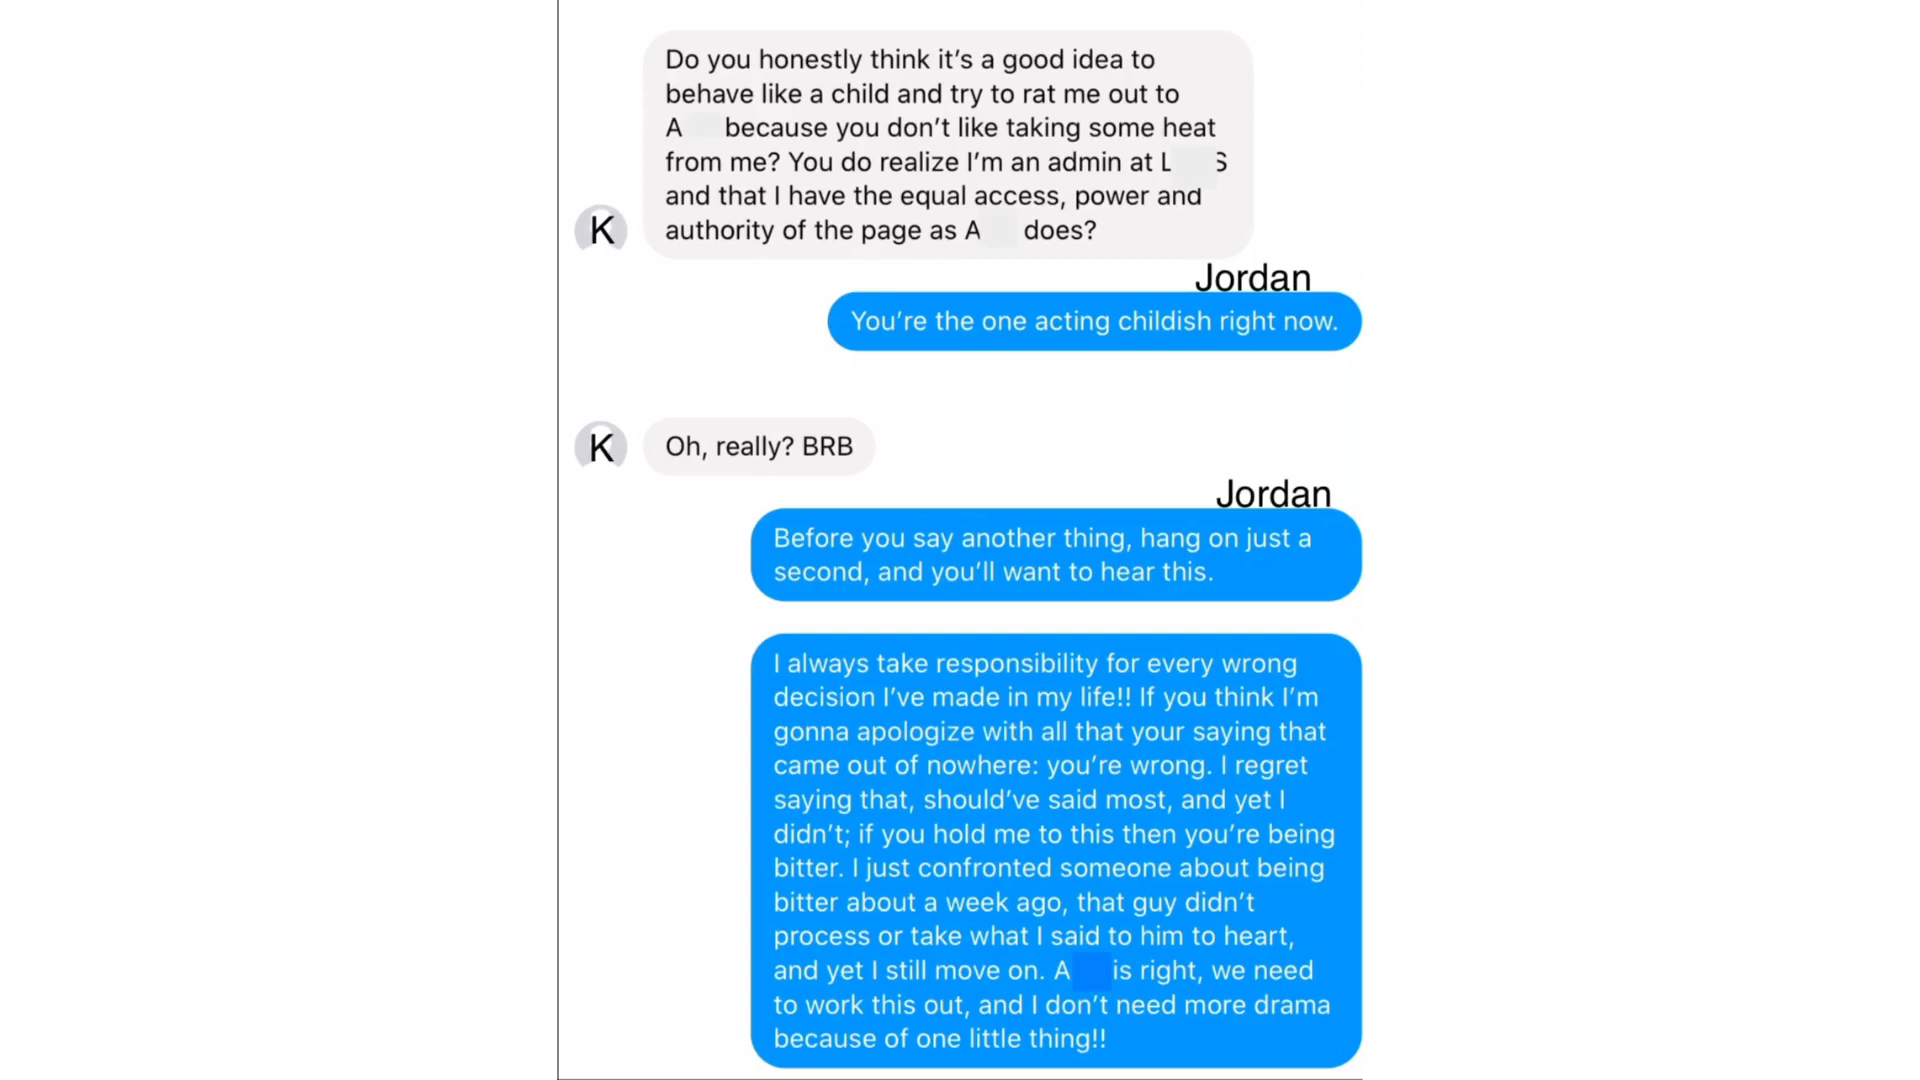 Do you honestly think it's a good idea to
behave like a child and try to rat me out to
A because you don't like taking some heat
from me? You do realize I'm an admin at L S
and that I have the equal access, power and
authority of the page as A does?
K
Jordan
You're the one acting childish right now.
K
Oh, really? BRB
Jordan
Before you say another thing, hang on just a
second, and you'll want to hear this.
I always take responsibility for every wrong
decision I've made in my life!! If you think I'm
gonna apologize with all that your saying that
came out of nowhere: you're wrong. I regret
saying that, should've said most, and yet I
didn't; if you hold me to this then you're being
bitter. I just confronted someone about being
bitter about a week ago, that guy didn't
process or take what I said to him to heart,
and yet I still move on. A is right, we need
to work this out, and I don't need more drama
because of one little thing!!